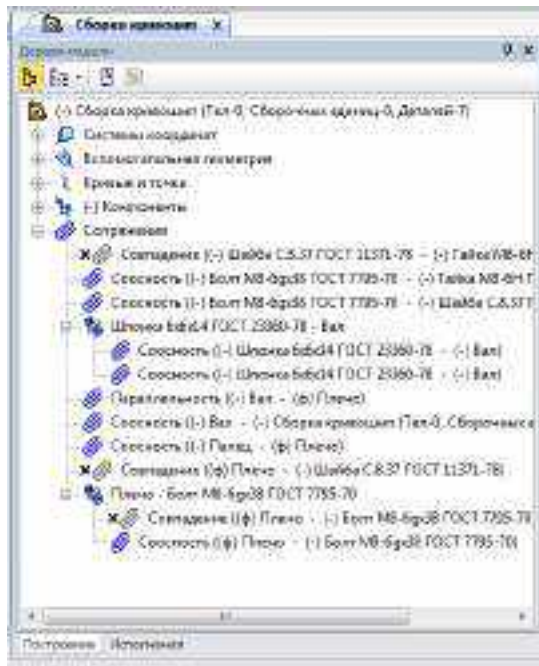 Сборка кривошип
Дерево модели
(-) Сборка кривошип (Тел-0, Сборочных единиц-0, Деталей-7)
Системы координат
Вспомогательная геометрия
Кривые и точки
(-) Компоненты
Сопряжения
Совпадение ((-) Шайба C.8.37 ГОСТ 11371-78 - (-) Гайка M8-6H
Соосность ((-) Болт M8-6gx38 ГОСТ 7795-70 - (-) Гайка M8-6H Г
Соосность ((-) Болт M8-6gx38 ГОСТ 7795-70 - (-) Шайба C.8.37 Г
Шпонка 6x6x14 ГОСТ 23360-78 - Вал
Соосность ((-) Шпонка 6x6x14 ГОСТ 23360-78 - (-) Вал)
Соосность ((-) Шпонка 6x6x14 ГОСТ 23360-78 - (-) Вал)
Параллельность ((-) Вал - (ф) Плечо)
Соосность ((-) Вал - (-) Сборка кривошип (Тел-0, Сборочных е
Соосность ((-) Палец - (ф) Плечо)
Совпадение ((ф) Плечо - (-) Шайба C.8.37 ГОСТ 11371-78)
Плечо - Болт M8-6gx38 ГОСТ 7795-70
Совпадение ((ф) Плечо - (-) Болт M8-6gx38 ГОСТ 7795-70
Соосность ((ф) Плечо - (-) Болт M8-6gx38 ГОСТ 7795-70)
Построение Исполнения